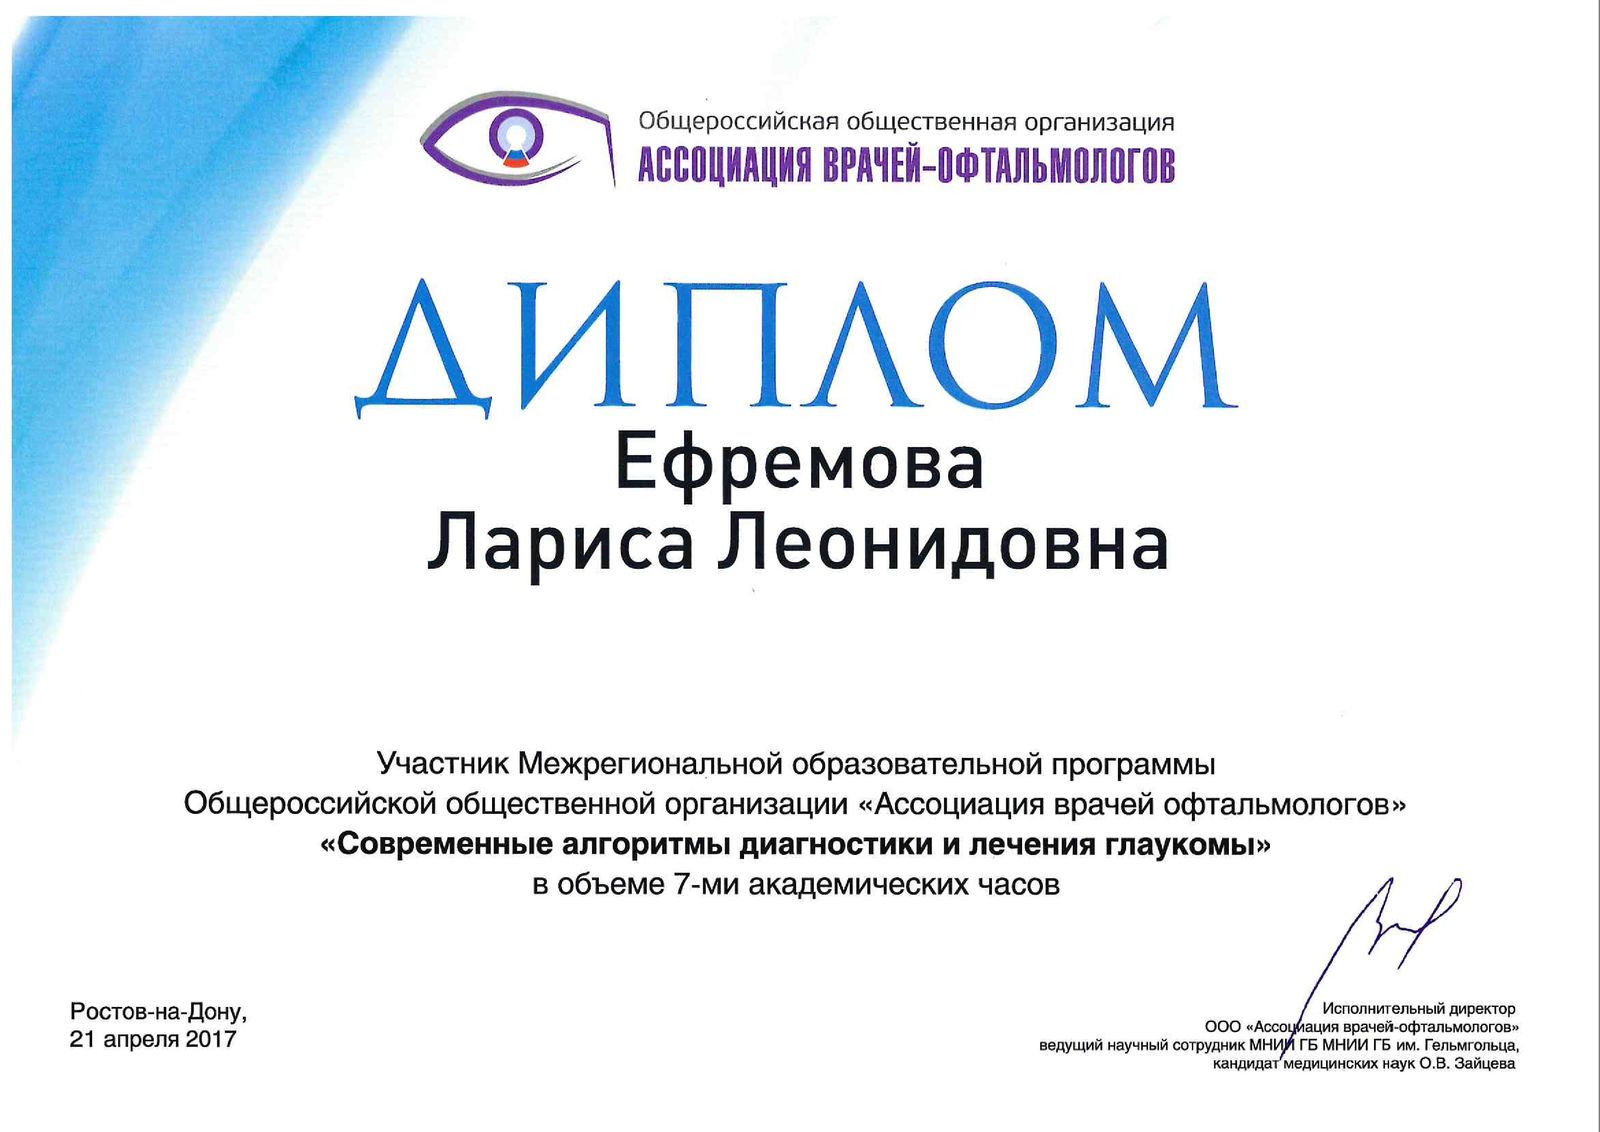 Общероссийская общественная организация
АССОЦИАЦИЯ ВРАЧЕЙ-ОФТАЛЬМОЛОГОВ
ДИПЛОМ
Ефремова
Лариса Леонидовна
Участник Межрегиональной образовательной программы
Общероссийской общественной организации «Ассоциация врачей офтальмологов»
«Современные алгоритмы диагностики и лечения глаукомы»
в объеме 7-ми академических часов
Ростов-на-Дону,
21 апреля 2017
Исполнительный директор
ООО «Ассоциация врачей-офтальмологов»
ведущий научный сотрудник МНИИ ГБ МНИИ ГБ им. Гельмгольца,
кандидат медицинских наук О.В. Зайцева